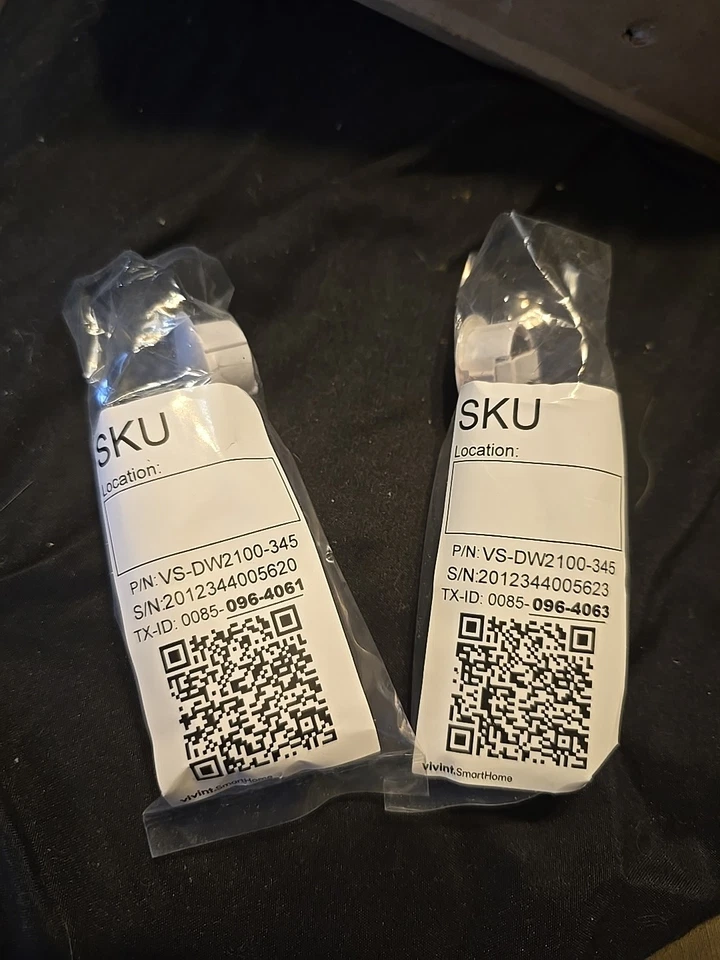 SKU
Location:
P/N: VS-DW2100-345
S/N:2012344005620
TX-ID: 0085- 096-4061
vivint.SmartHome
SKU
Location:
P/N: VS-DW2100-345
S/N:2012344005623
TX-ID: 0085- 096-4063
vivint.SmartHome